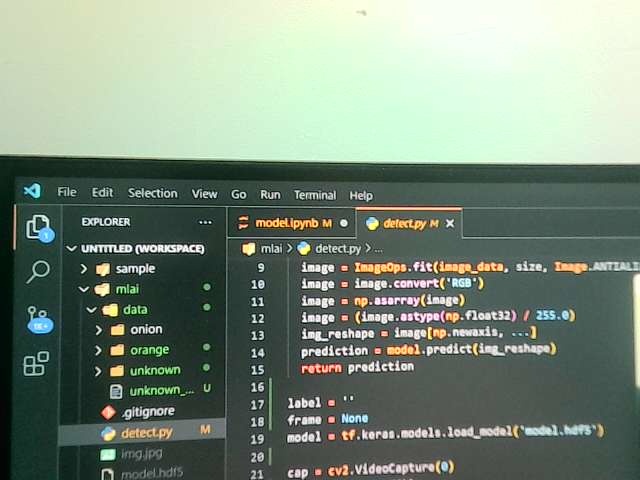 File Edit Selection View Go Run Terminal Help
EXPLORER ...
model.ipynb M
detect.py M
UNTITLED (WORKSPACE)
sample
mlai
data
onion
orange
unknown
unknown_... U
.gitignore
detect.py M
img.jpg
model.hdf5
1
1K+
mlai > detect.py > ...
9 image = ImageOps.fit(image_data, size, Image.ANTIALI
10 image = image.convert('RGB')
11 image = np.asarray(image)
12 image = (image.astype(np.float32) / 255.0)
13 img_reshape = image[np.newaxis, ...]
14 prediction = model.predict(img_reshape)
15 return prediction
16
17 label = ''
18 frame = None
19 model = tf.keras.models.load_model('model.hdf5')
20
21 cap = cv2.VideoCapture(0)